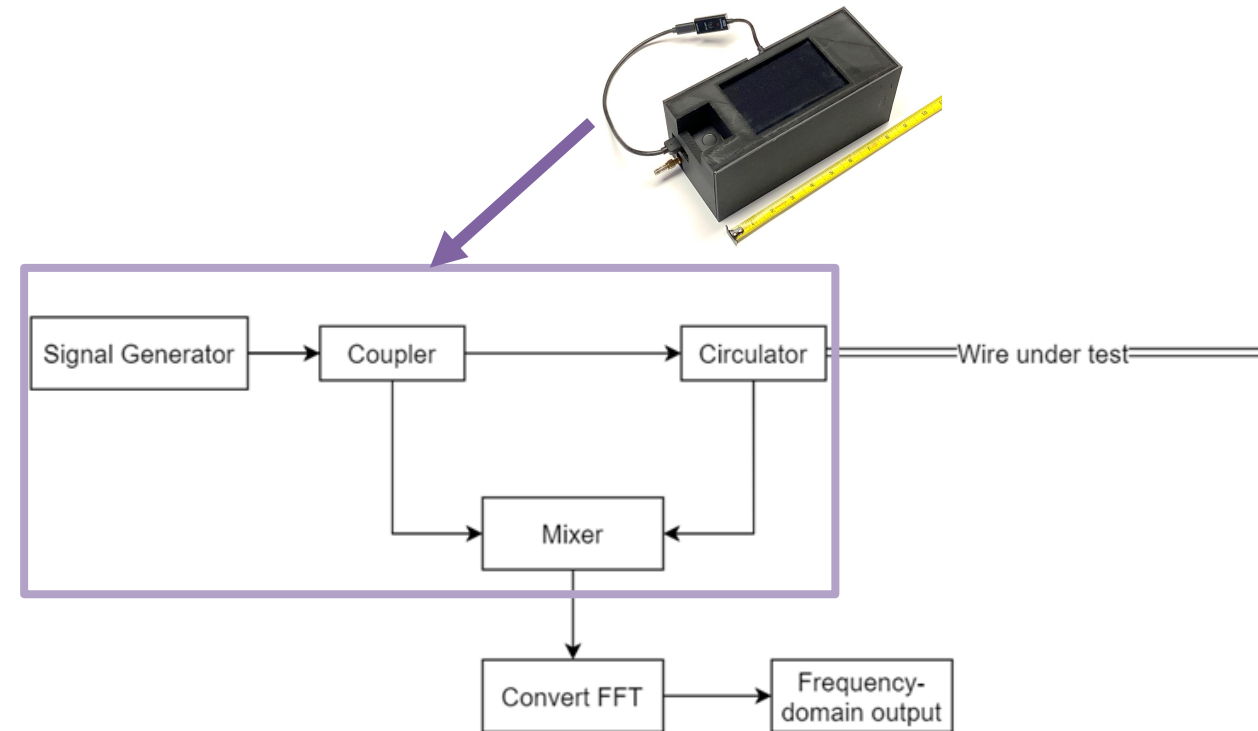 Signal Generator
Coupler
Circulator
Wire under test
Mixer
Convert FFT
Frequency-
domain output